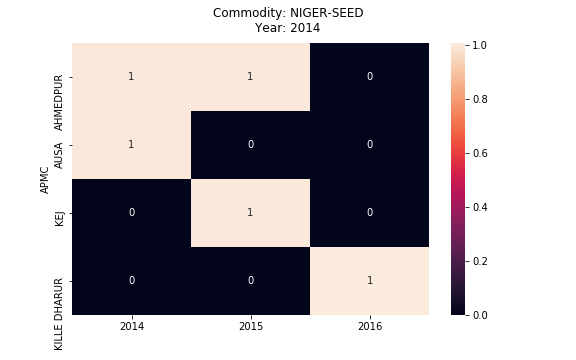 Commodity: NIGER-SEED
Year: 2014
APMC
AHMEDPUR
1 1 0
AUSA
1 0 0
KEJ
0 1 0
KILLE DHARUR
0 0 1
2014 2015 2016
1.0
0.8
0.6
0.4
0.2
0.0